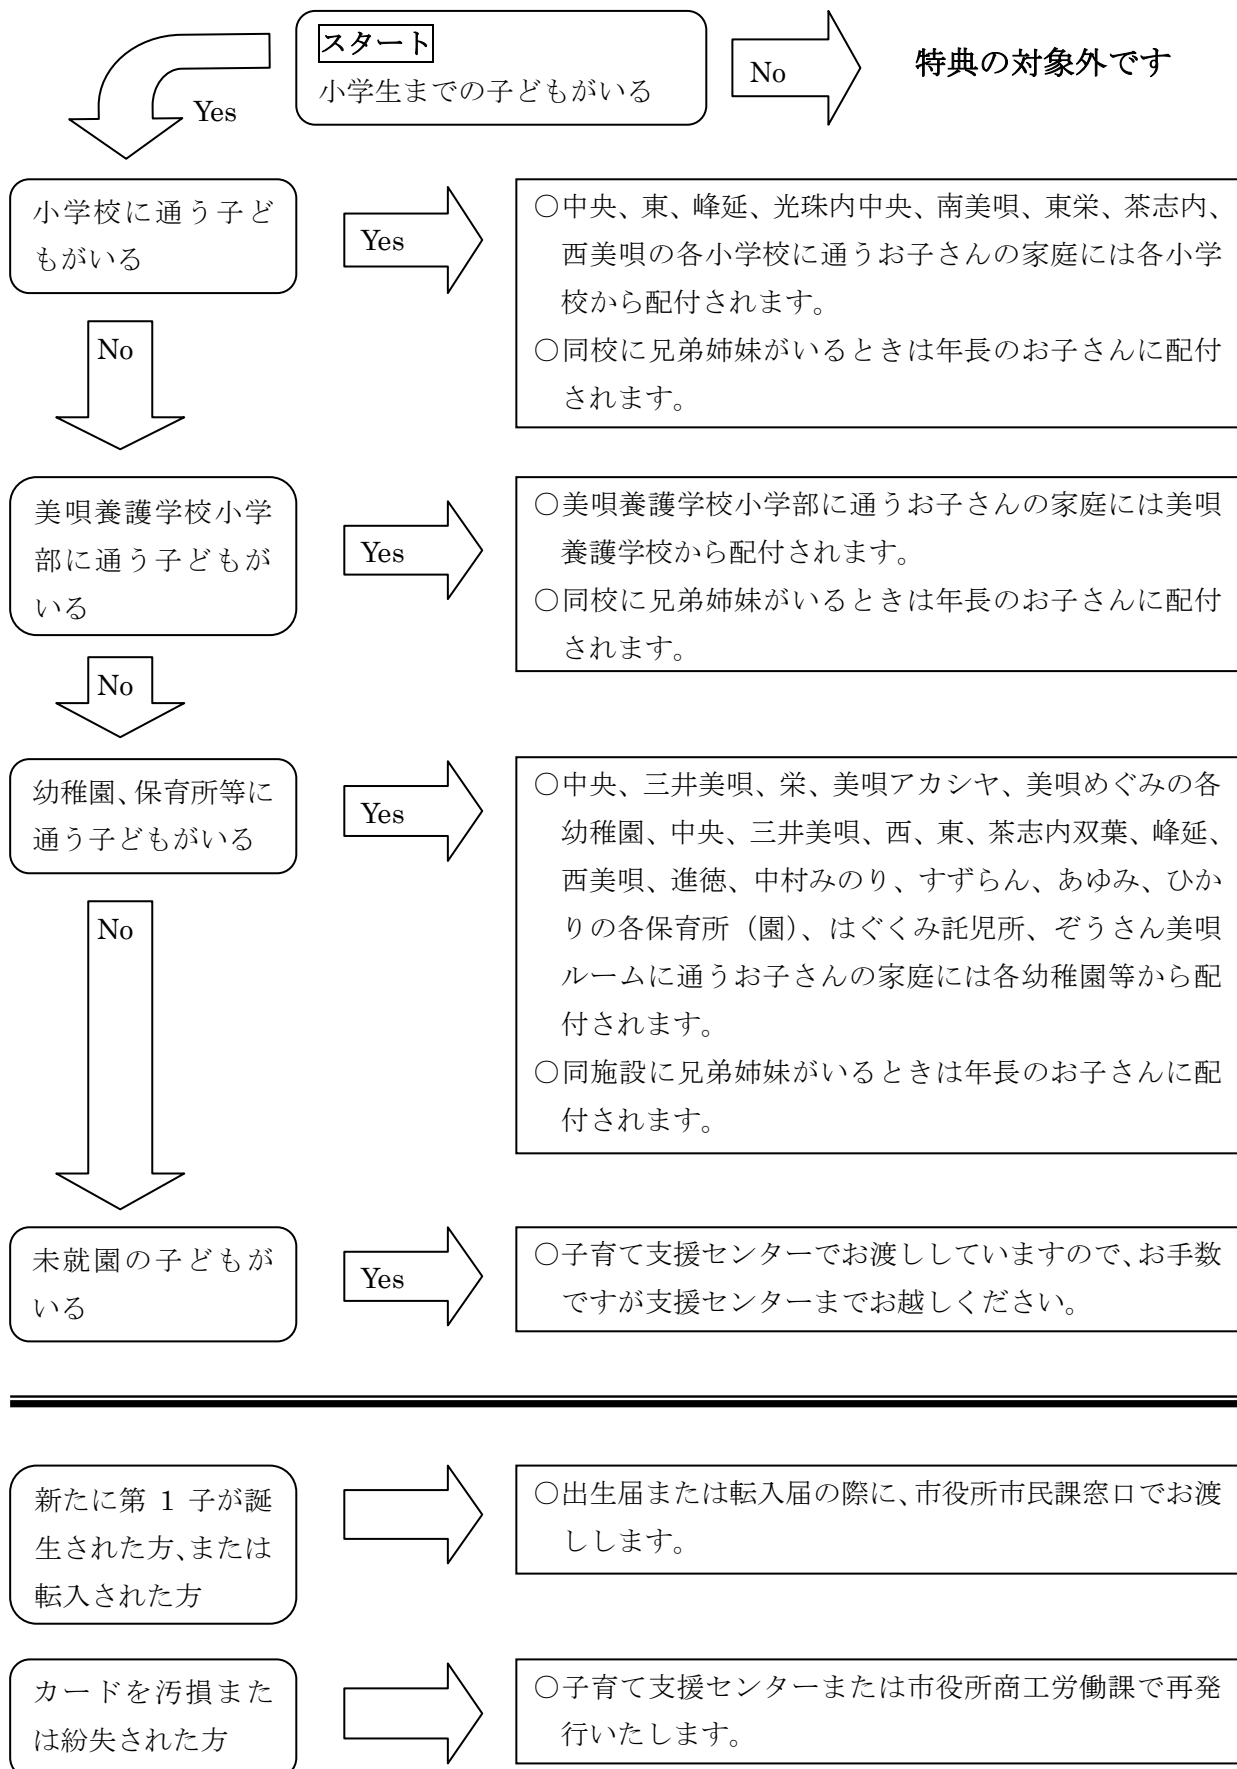 スタート
小学生までの子どもがいる
No
特典の対象外です
Yes
小学校に通う子ど
もがいる
Yes
○中央、東、峰延、光珠内中央、南美唄、東栄、茶志内、
西美唄の各小学校に通うお子さんの家庭には各小学
校から配付されます。
○同校に兄弟姉妹がいるときは年長のお子さんに配付
されます。
No
美唄養護学校小学
部に通う子どもが
いる
Yes
○美唄養護学校小学部に通うお子さんの家庭には美唄
養護学校から配付されます。
○同校に兄弟姉妹がいるときは年長のお子さんに配付
されます。
No
幼稚園、保育所等に
通う子どもがいる
Yes
○中央、三井美唄、栄、美唄アカシヤ、美唄めぐみの各
幼稚園、中央、三井美唄、西、東、茶志内双葉、峰延、
西美唄、進徳、中村みのり、すずらん、あゆみ、ひか
りの各保育所（園）、はぐくみ託児所、ぞうさん美唄
ルームに通うお子さんの家庭には各幼稚園等から配
付されます。
○同施設に兄弟姉妹がいるときは年長のお子さんに配
付されます。
No
未就園の子どもが
いる
Yes
○子育て支援センターでお渡ししていますので、お手数
ですが支援センターまでお越しください。
新たに第 1 子が誕
生された方、または
転入された方
○出生届または転入届の際に、市役所市民課窓口でお渡
しします。
カードを汚損また
は紛失された方
○子育て支援センターまたは市役所商工労働課で再発
行いたします。